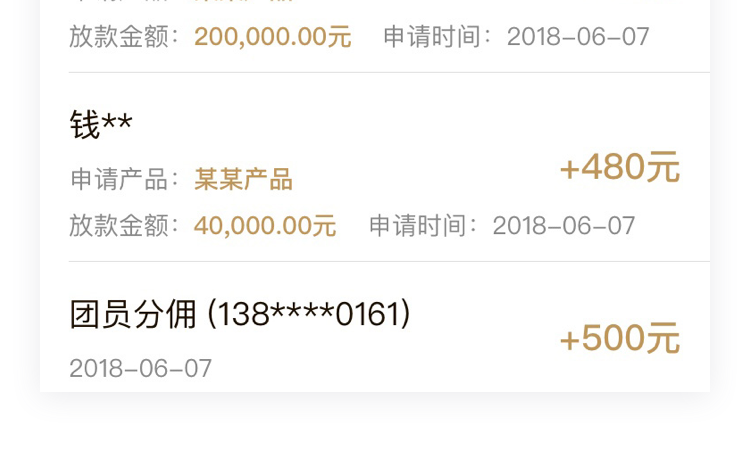 放款金额：200,000.00元 申请时间：2018-06-07
钱**
申请产品：某某产品
+480元
放款金额：40,000.00元 申请时间：2018-06-07
团员分佣 (138****0161)
+500元
2018-06-07